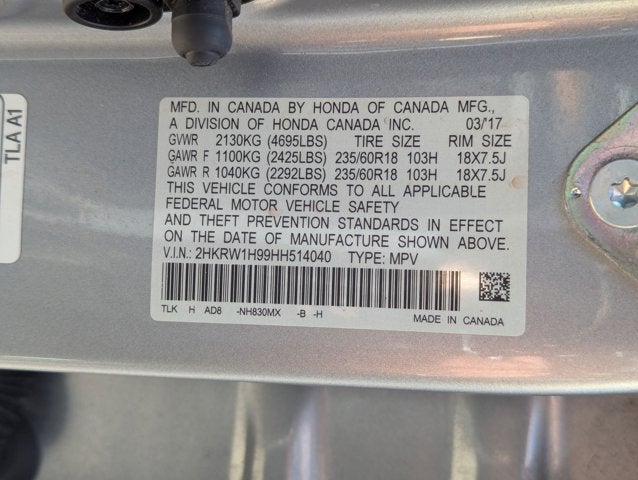 TLA A1
MFD. IN CANADA BY HONDA OF CANADA MFG.,
A DIVISION OF HONDA CANADA INC. 03/'17
GVWR 2130KG (4695LBS) TIRE SIZE RIM SIZE
GAWR F 1100KG (2425LBS) 235/60R18 103H 18X7.5J
GAWR R 1040KG (2292LBS) 235/60R18 103H 18X7.5J
THIS VEHICLE CONFORMS TO ALL APPLICABLE
FEDERAL MOTOR VEHICLE SAFETY
AND THEFT PREVENTION STANDARDS IN EFFECT
ON THE DATE OF MANUFACTURE SHOWN ABOVE.
V.I.N.: 2HKRW1H99HH514040 TYPE: MPV
TLK H AD8 -NH830MX -B -H
MADE IN CANADA